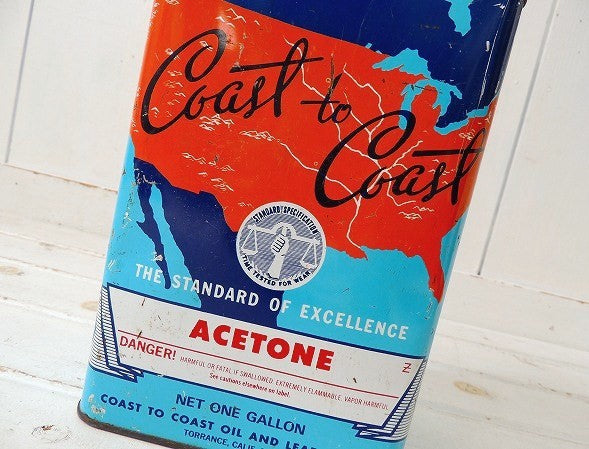 Coast to
Coast
STANDARD SPECIFICATION
TIME TESTED FOR WEAR
THE STANDARD OF EXCELLENCE
ACETONE
DANGER! HARMFUL OR FATAL IF SWALLOWED, EXTREMELY FLAMMABLE, VAPOR HARMFUL
See cautions elsewhere on label.
Z
NET ONE GALLON
COAST TO COAST OIL AND LEA
TORRANCE, CALIF